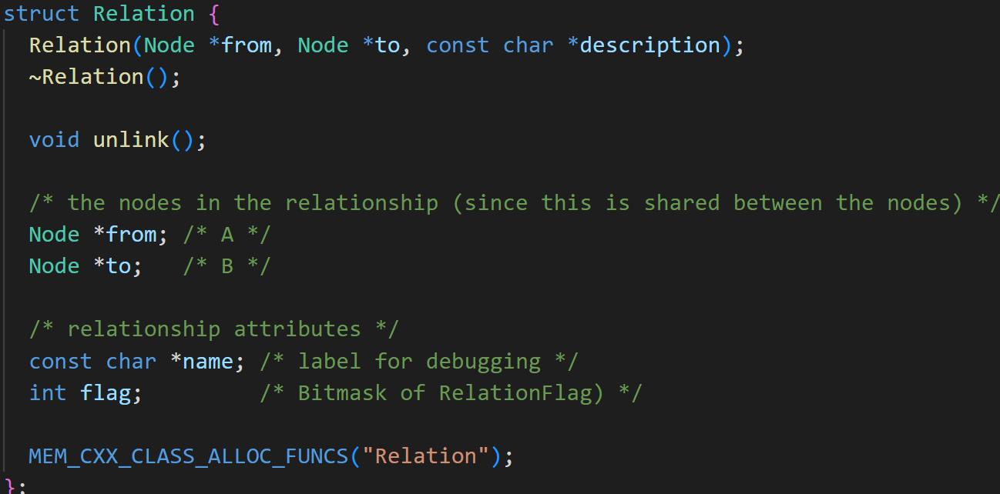 struct Relation {
Relation(Node *from, Node *to, const char *description);
~Relation();
void unlink();
/* the nodes in the relationship (since this is shared between the nodes) */
Node *from; /* A */
Node *to;   /* B */
/* relationship attributes */
const char *name; /* label for debugging */
int flag;         /* Bitmask of RelationFlag) */
MEM_CXX_CLASS_ALLOC_FUNCS("Relation");
};